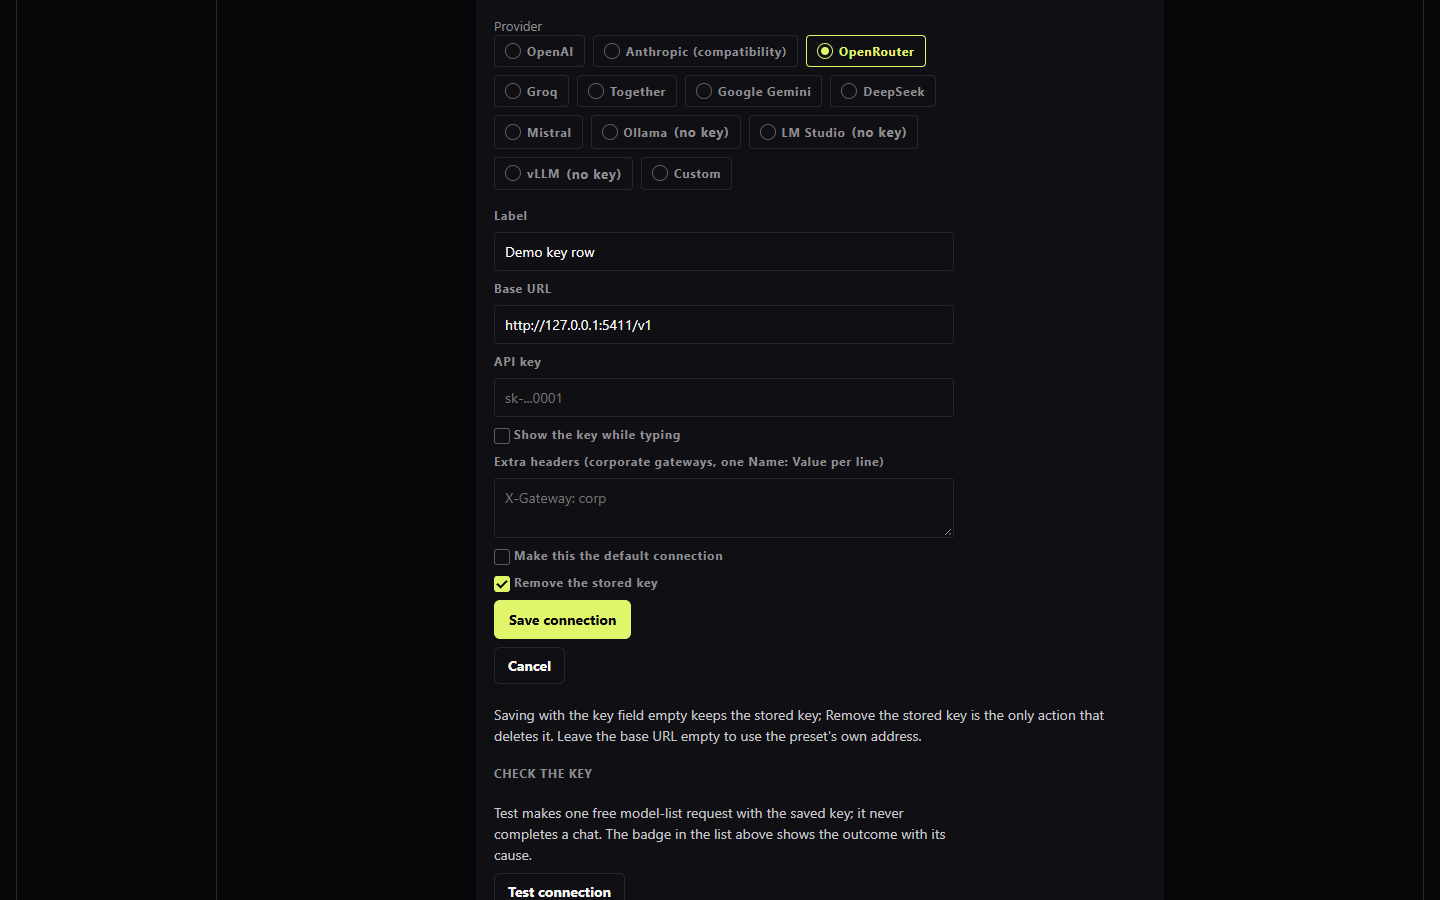 Provider
OpenAI Anthropic (compatibility) OpenRouter
Groq Together Google Gemini DeepSeek
Mistral Ollama (no key) LM Studio (no key)
vLLM (no key) Custom
Label
Demo key row
Base URL
http://127.0.0.1:5411/v1
API key
sk-...0001
Show the key while typing
Extra headers (corporate gateways, one Name: Value per line)
X-Gateway: corp
Make this the default connection
Remove the stored key
Save connection
Cancel
Saving with the key field empty keeps the stored key; Remove the stored key is the only action that
deletes it. Leave the base URL empty to use the preset's own address.
CHECK THE KEY
Test makes one free model-list request with the saved key; it never
completes a chat. The badge in the list above shows the outcome with its
cause.
Test connection